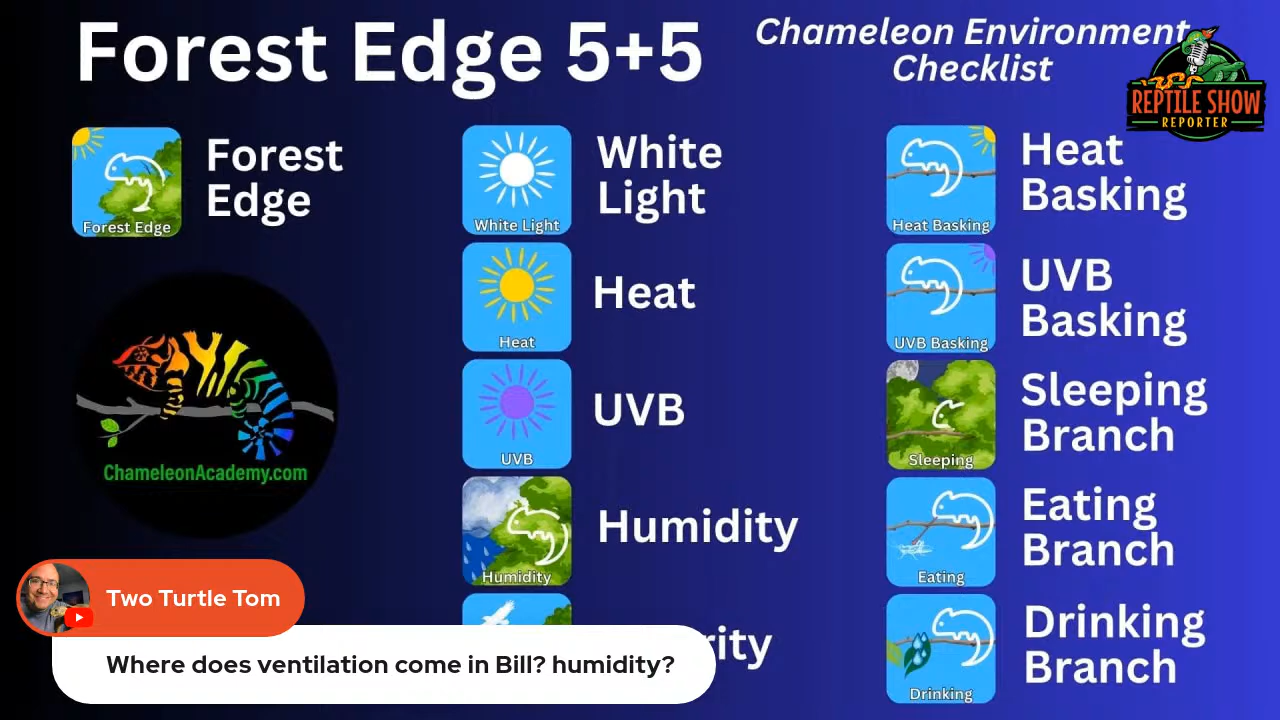 Forest Edge 5+5
Chameleon Environment
Checklist
REPTILE SHOW
REPORTER
Forest Edge
Forest
Edge
ChameleonAcademy.com
White Light
White
Light
Heat
Heat
UVB
UVB
Humidity
Humidity
rity
Heat Basking
Heat
Basking
UVB Basking
UVB
Basking
Sleeping
Sleeping
Branch
Eating
Eating
Branch
Drinking
Drinking
Branch
Two Turtle Tom
Where does ventilation come in Bill? humidity?